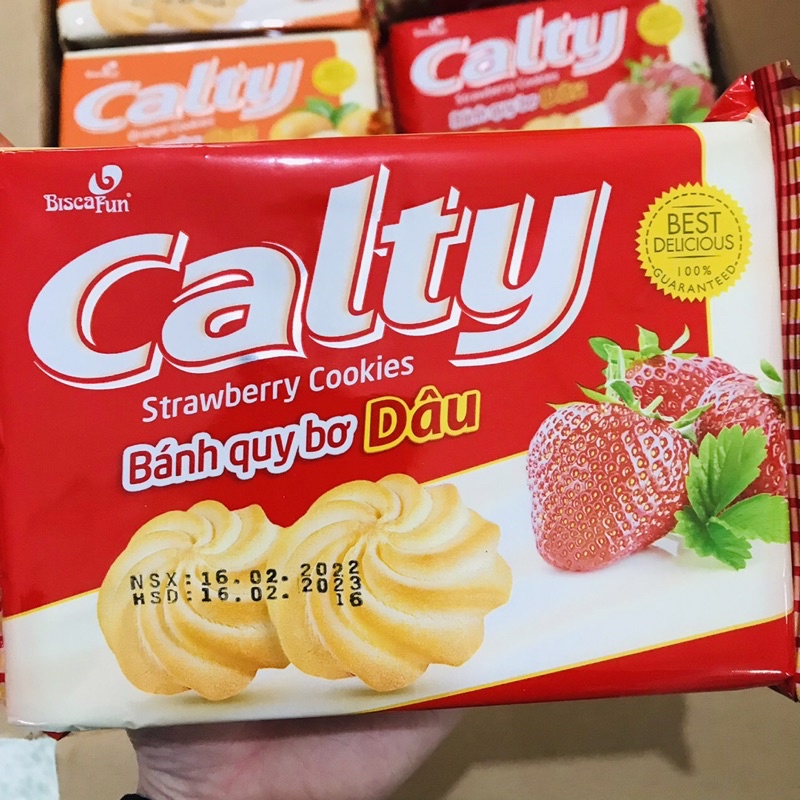 Calty
Orange Cookies
Calty
Strawberry Cookies
Bánh quy bơ Dâu
BISCAFUN®
Calty
Strawberry Cookies
Bánh quy bơ Dâu
BEST
DELICIOUS
100%
GUARANTEED
NSX:16.02.2022
HSD:16.02.2023
16